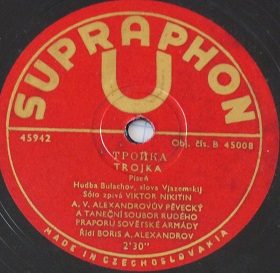 SUPRAPHON
U
45942
Obj. čís. B 45008
ТРОЙКА
TROJKA
Píseň
Hudba Bulachov, slova Vjazemskij
Sólo zpívá VIKTOR NIKITIN
A. V. ALEXANDROVŮV PĚVECKÝ
A TANEČNÍ SOUBOR RUDÉHO
PRAPORU SOVĚTSKÉ ARMÁDY
Řídí BORIS A. ALEXANDROV
2'30"
MADE IN CZECHOSLOVAKIA